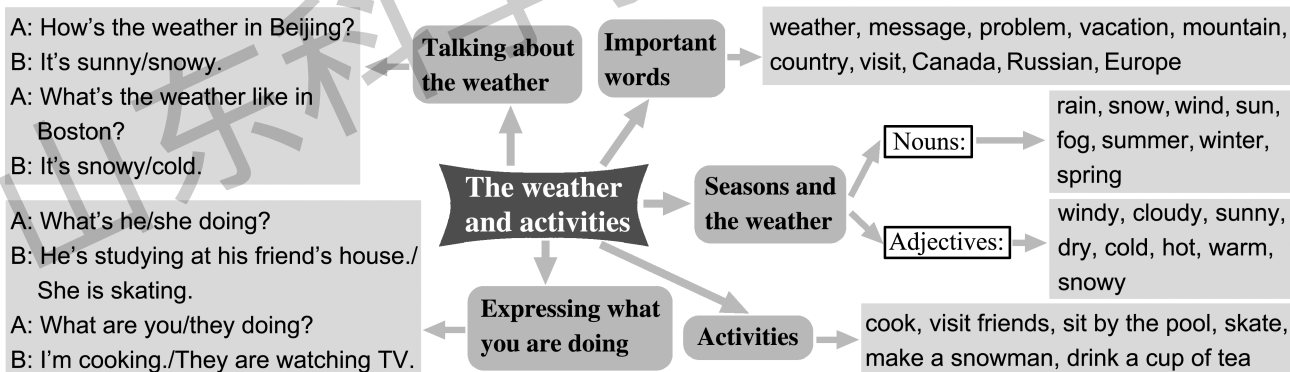 A: How's the weather in Beijing?
B: It's sunny/snowy.
A: What's the weather like in
Boston?
B: It's snowy/cold.
Talking about
the weather
Important
words
weather, message, problem, vacation, mountain,
country, visit, Canada, Russian, Europe
The weather
and activities
Seasons and
the weather
Nouns:
rain, snow, wind, sun,
fog, summer, winter,
spring
Adjectives:
windy, cloudy, sunny,
dry, cold, hot, warm,
snowy
A: What's he/she doing?
B: He's studying at his friend's house./
She is skating.
A: What are you/they doing?
B: I'm cooking./They are watching TV.
Expressing what
you are doing
Activities
cook, visit friends, sit by the pool, skate,
make a snowman, drink a cup of tea
山东科